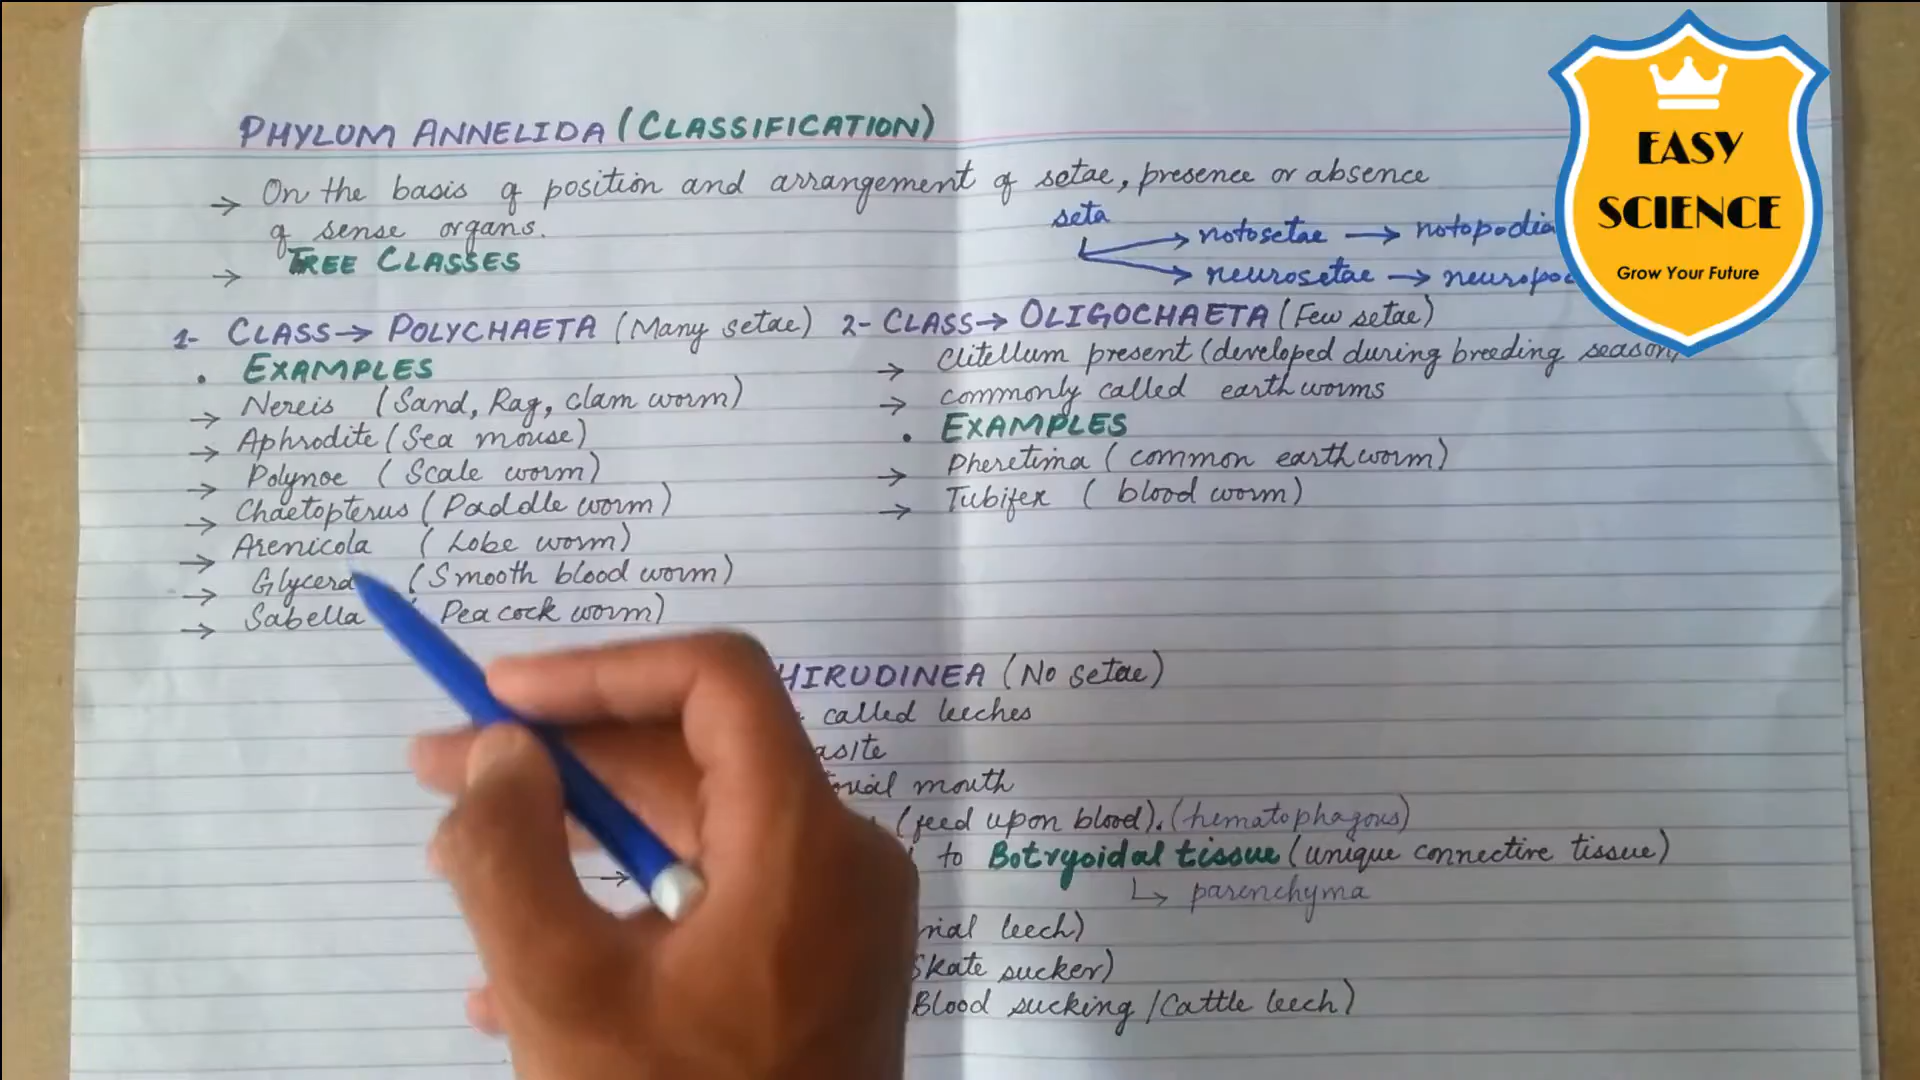 PHYLUM ANNELIDA (CLASSIFICATION)
→ On the basis of position and arrangement of setae, presence or absence
of sense organs.
→ TREE CLASSES
seta
notosetae → notopodia
neurosetae →
1- CLASS → POLYCHAETA (Many setae)
. EXAMPLES
→ Nereis (Sand, Rag, clam worm)
→ Aphrodite (Sea mouse)
→ Polynoe (Scale worm)
→ Chaetopterus (Paddle worm)
→ Arenicola (Lobe worm)
→ Glycera (Smooth blood worm)
→ Sabella (Peacock worm)
2- CLASS → OLIGOCHAETA (Few setae)
→ Clitellum present (developed during breeding season)
→ commonly called earthworms
. EXAMPLES
→ Pheretima (common earthworm)
→ Tubifex (blood worm)
HIRUDINEA (No setae)
called leeches
mouth
(feed upon blood). (hematophagous)
to Botryoidal tissue (unique connective tissue)
↳ parenchyma
leech)
Skate sucker)
Blood sucking / Cattle leech)
EASY
SCIENCE
Grow Your Future